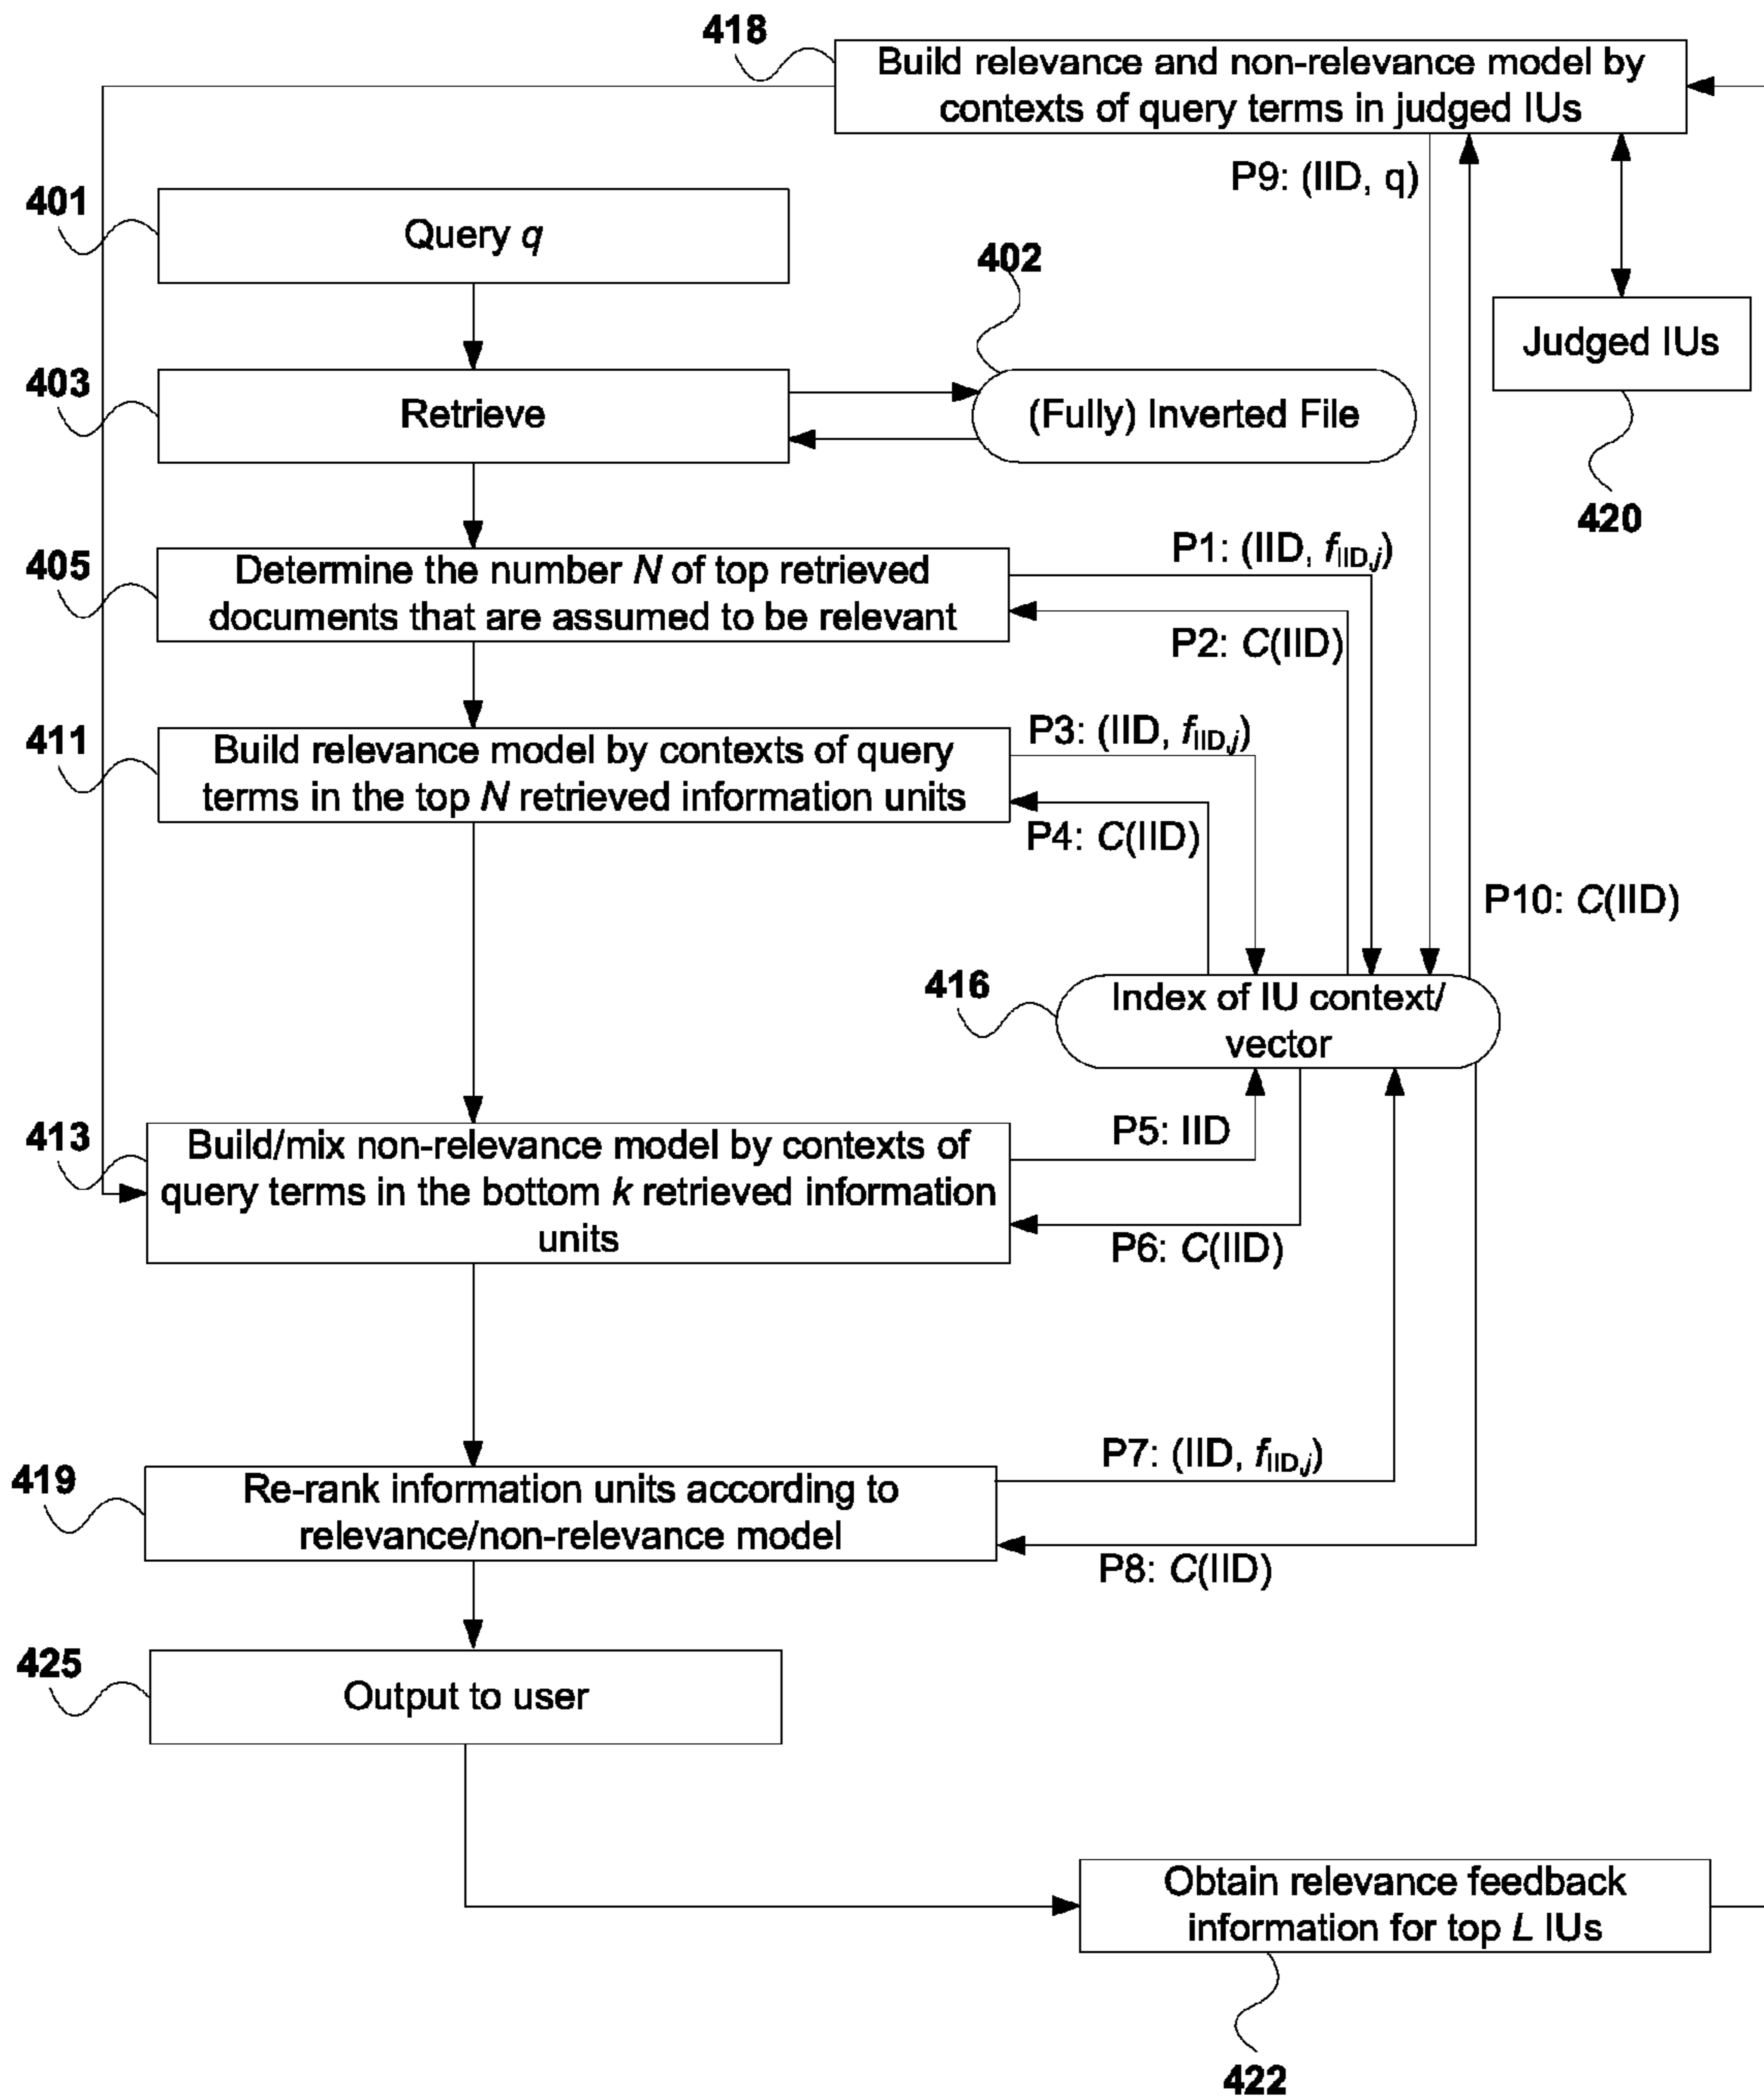 418
Build relevance and non-relevance model by
contexts of query terms in judged IUs
P9: (IID, q)
401
Query q
402
Judged IUs
403
Retrieve
(Fully) Inverted File
420
405
Determine the number N of top retrieved
documents that are assumed to be relevant
P1: (IID, fIID,j)
P2: C(IID)
411
Build relevance model by contexts of query
terms in the top N retrieved information units
P3: (IID, fIID,j)
P4: C(IID)
P10: C(IID)
416
Index of IU context/
vector
413
Build/mix non-relevance model by contexts of
query terms in the bottom k retrieved information
units
P5: IID
P6: C(IID)
419
Re-rank information units according to
relevance/non-relevance model
P7: (IID, fIID,j)
P8: C(IID)
425
Output to user
Obtain relevance feedback
information for top L IUs
422